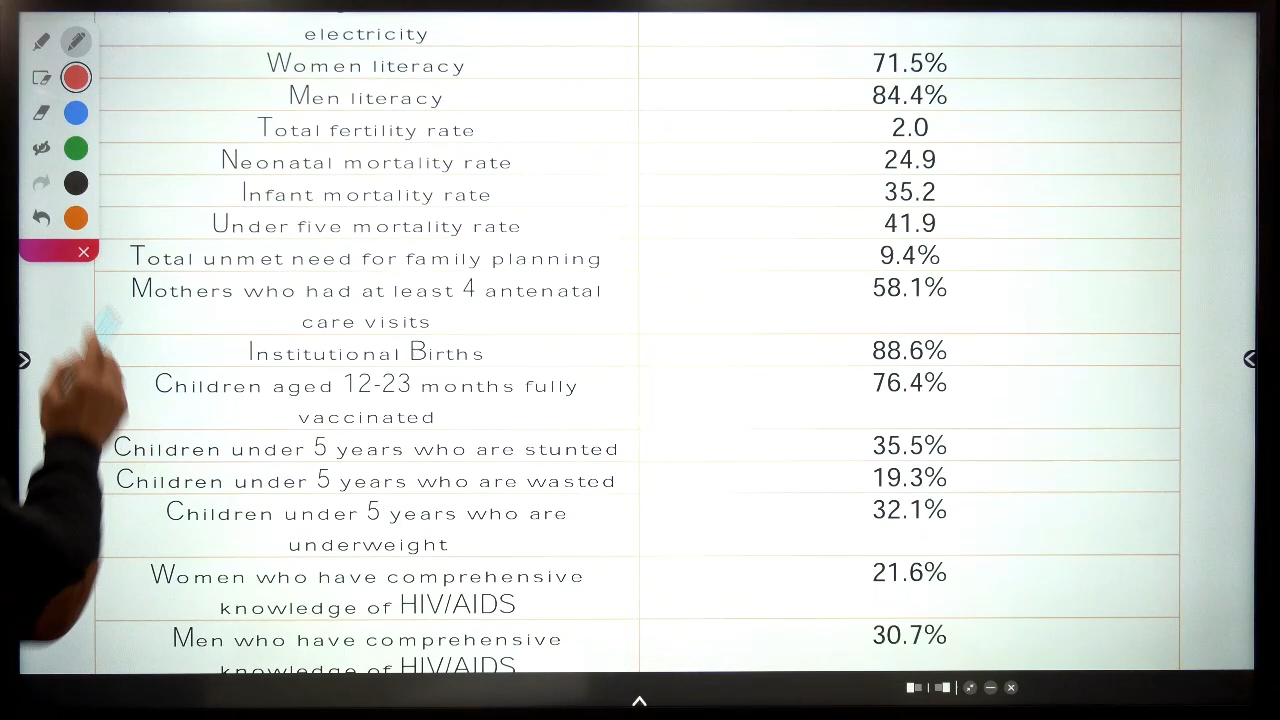 electricity
Women literacy 71.5%
Men literacy 84.4%
Total fertility rate 2.0
Neonatal mortality rate 24.9
Infant mortality rate 35.2
Under five mortality rate 41.9
Total unmet need for family planning 9.4%
Mothers who had at least 4 antenatal 58.1%
care visits
Institutional Births 88.6%
Children aged 12-23 months fully 76.4%
vaccinated
Children under 5 years who are stunted 35.5%
Children under 5 years who are wasted 19.3%
Children under 5 years who are 32.1%
underweight
Women who have comprehensive 21.6%
knowledge of HIV/AIDS
Men who have comprehensive 30.7%
knowledge of HIV/AIDS